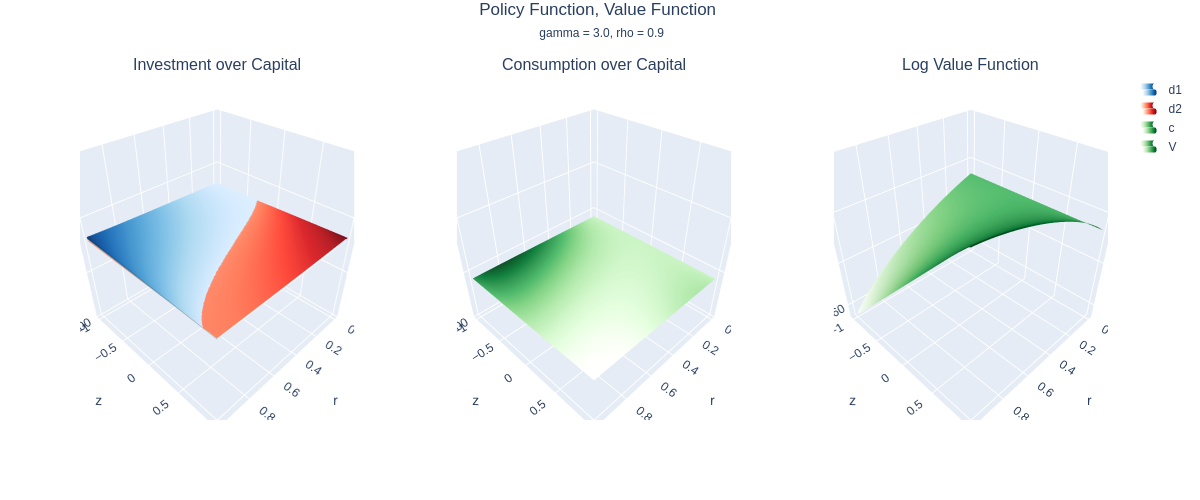 Policy Function, Value Function
gamma = 3.0, rho = 0.9
Investment over Capital
Consumption over Capital
Log Value Function
d1
d2
c
V
−0.5
0
0.5
z
0
0.2
0.4
0.6
0.8
r
−0.5
0
0.5
z
0
0.2
0.4
0.6
0.8
r
−1
−0.5
0
0.5
z
0
0.2
0.4
0.6
0.8
r